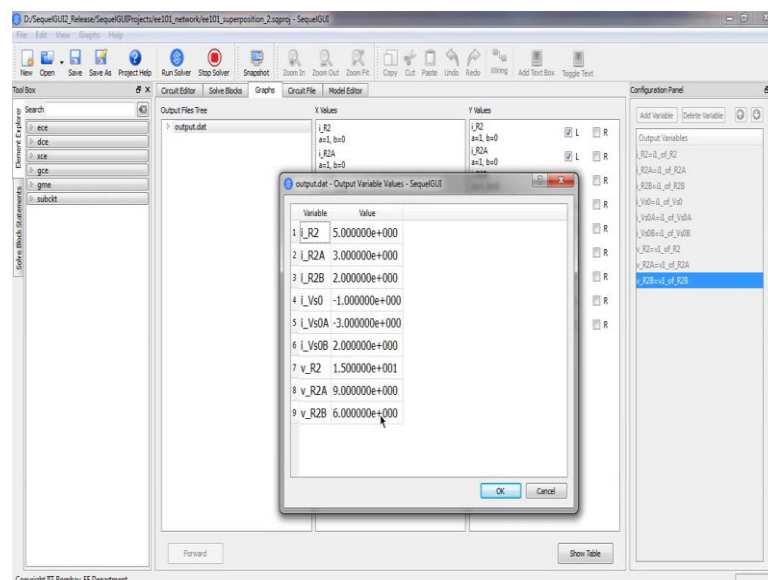 D:/SequelGUI2_Release/SequelGUIProjects/ee101_network/ee101_superposition_2.sqproj - SequelGUI
File Edit View Graphs Help
New Open Save Save As Project Help Run Solver Stop Solver Snapshot Zoom In Zoom Out Zoom Fit Copy Cut Paste Undo Redo Wiring Add Text Box Toggle Text
Tool Box
Circuit Editor Solve Blocks Graphs Circuit File Model Editor
Configuration Panel
Element Explorer
Solve Block Statements
Search
ece
dce
xce
gce
gme
subckt
Output Files Tree
output.dat
X Values
i_R2
a=1, b=0
i_R2A
a=1, b=0
Y Values
i_R2
a=1, b=0
L R
i_R2A
a=1, b=0
L R
R
R
R
R
R
R
R
output.dat - Output Variable Values - SequelGUI
Variable Value
1 i_R2 5.000000e+000
2 i_R2A 3.000000e+000
3 i_R2B 2.000000e+000
4 i_Vs0 -1.000000e+000
5 i_Vs0A -3.000000e+000
6 i_Vs0B 2.000000e+000
7 v_R2 1.500000e+001
8 v_R2A 9.000000e+000
9 v_R2B 6.000000e+000
OK Cancel
Forward
Show Table
Add Variable Delete Variable
Output Variables
i_R2=i1_of_R2
i_R2A=i1_of_R2A
i_R2B=i1_of_R2B
i_Vs0=i1_of_Vs0
i_Vs0A=i1_of_Vs0A
i_Vs0B=i1_of_Vs0B
v_R2=v1_of_R2
v_R2A=v1_of_R2A
v_R2B=v1_of_R2B
Copyright IIT Bombay, EE Department